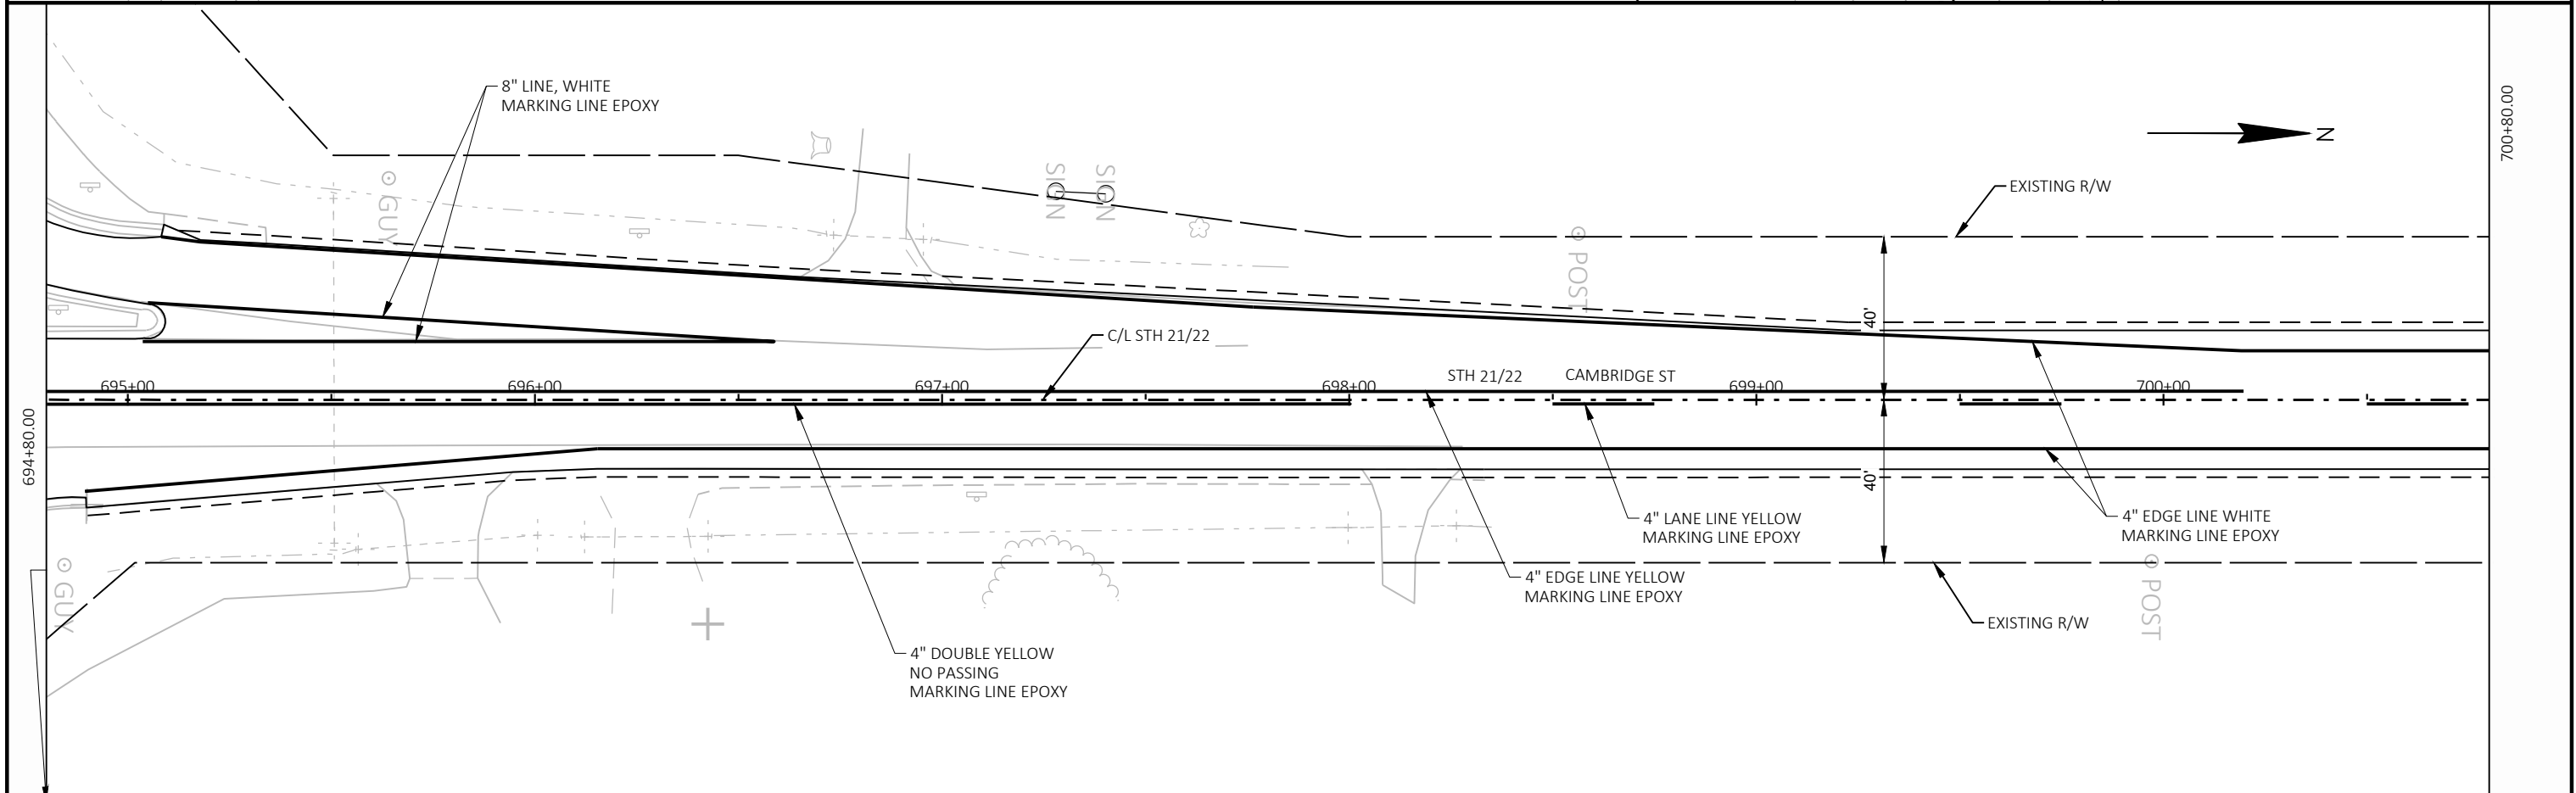 8" LINE, WHITE
MARKING LINE EPOXY
700+80.00
N
EXISTING R/W
GUY
SIGN
SIGN
POST
40'
C/L STH 21/22
695+00
696+00
697+00
698+00
STH 21/22
CAMBRIDGE ST
699+00
700+00
694+80.00
40'
4" LANE LINE YELLOW
MARKING LINE EPOXY
4" EDGE LINE WHITE
MARKING LINE EPOXY
GUY
4" EDGE LINE YELLOW
MARKING LINE EPOXY
POST
EXISTING R/W
4" DOUBLE YELLOW
NO PASSING
MARKING LINE EPOXY